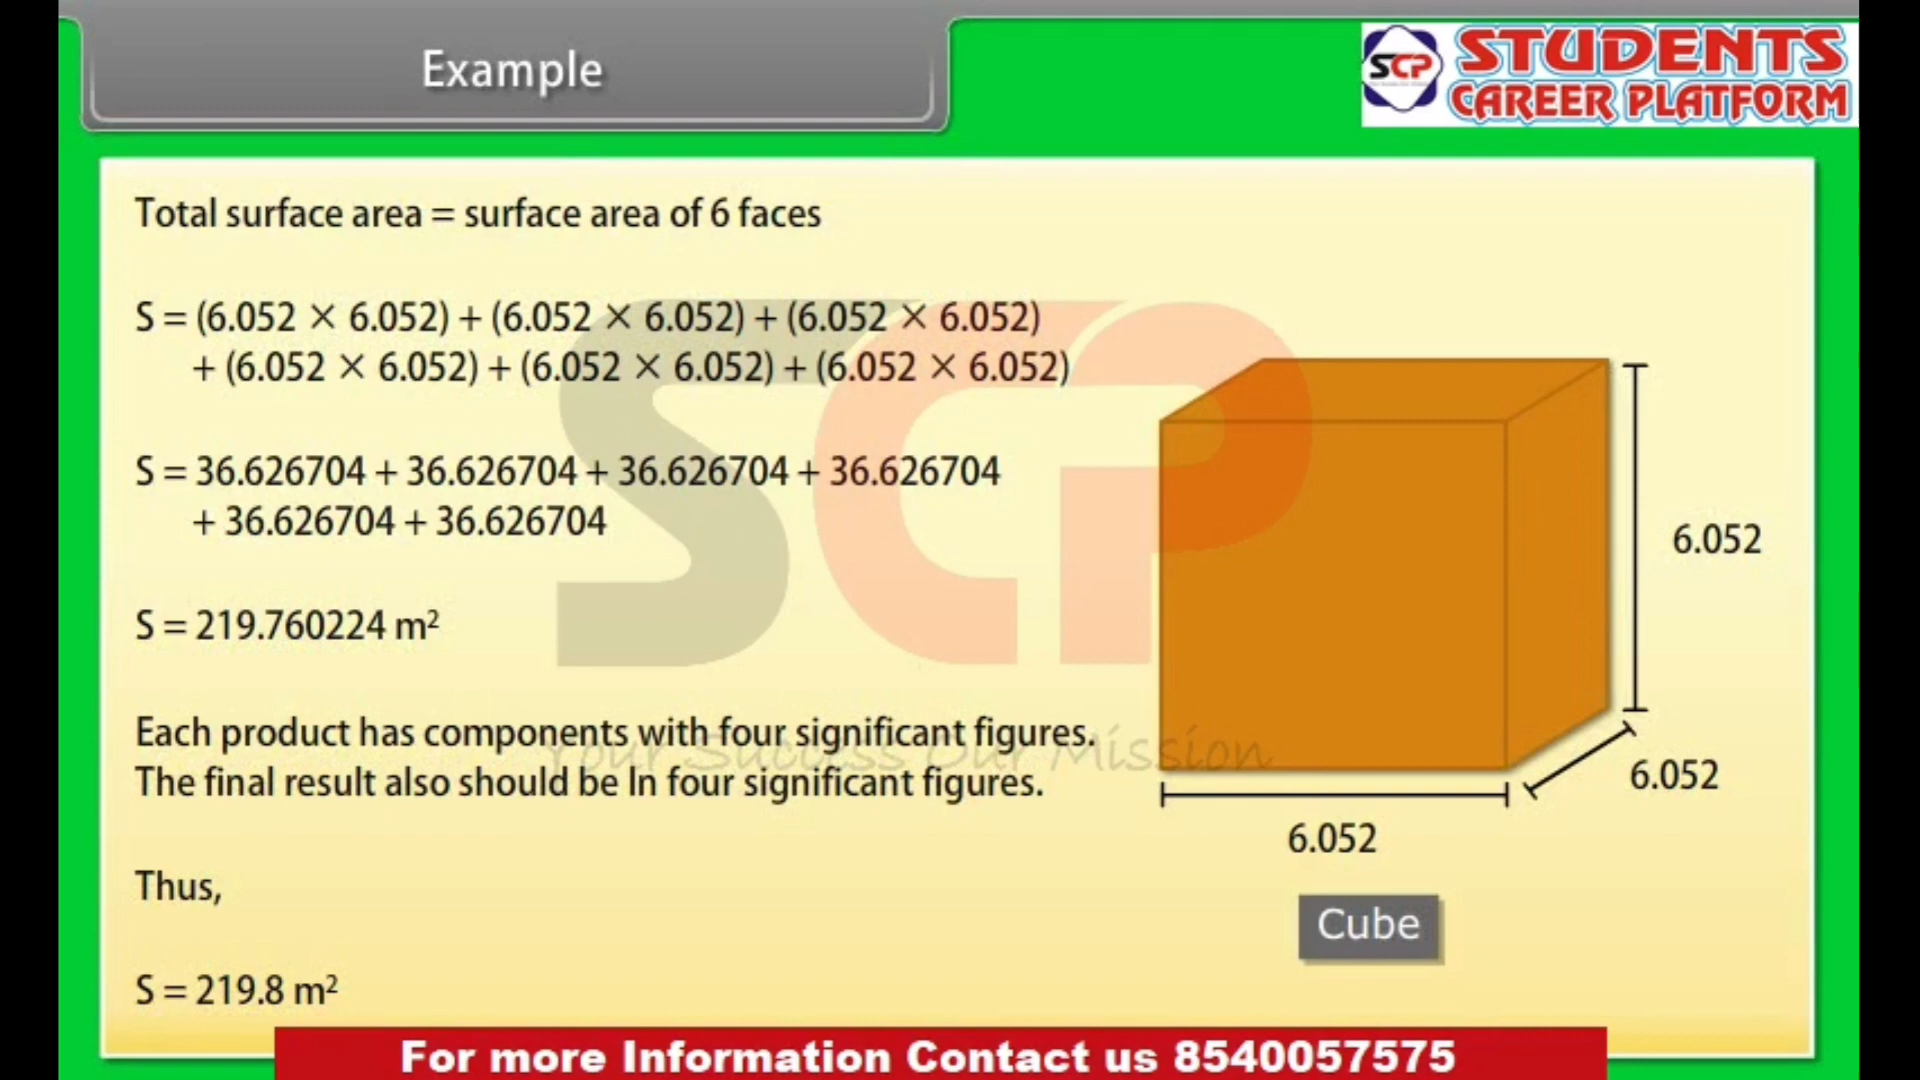 Example
SCP STUDENTS
CAREER PLATFORM
Total surface area = surface area of 6 faces
S = (6.052 × 6.052) + (6.052 × 6.052) + (6.052 × 6.052)
+ (6.052 × 6.052) + (6.052 × 6.052) + (6.052 × 6.052)
S = 36.626704 + 36.626704 + 36.626704 + 36.626704
+ 36.626704 + 36.626704
S = 219.760224 m²
SCP
Your Success Our Mission
Each product has components with four significant figures.
The final result also should be In four significant figures.
Thus,
S = 219.8 m²
6.052
6.052
6.052
Cube
For more Information Contact us 8540057575